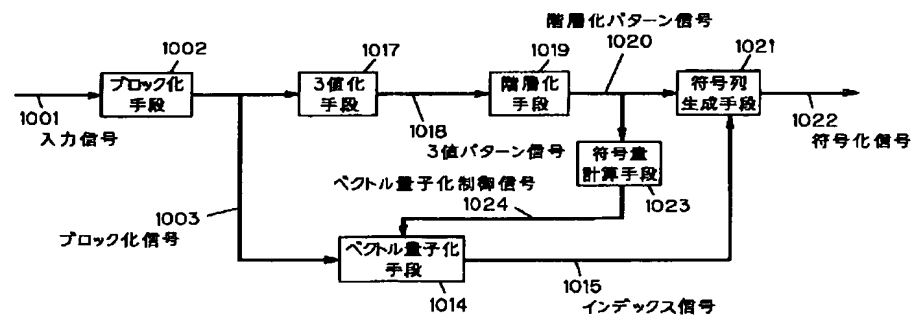 階層化パターン信号
1002
1017
1019
1020
1021
ブロック化
手段
3値化
手段
階層化
手段
符号列
生成手段
1001
入力信号
1018
3値パターン信号
1022
符号化信号
符号量
計算手段
1023
ベクトル量子化制御信号
1024
1003
ブロック化信号
ベクトル量子化
手段
1014
1015
インデックス信号